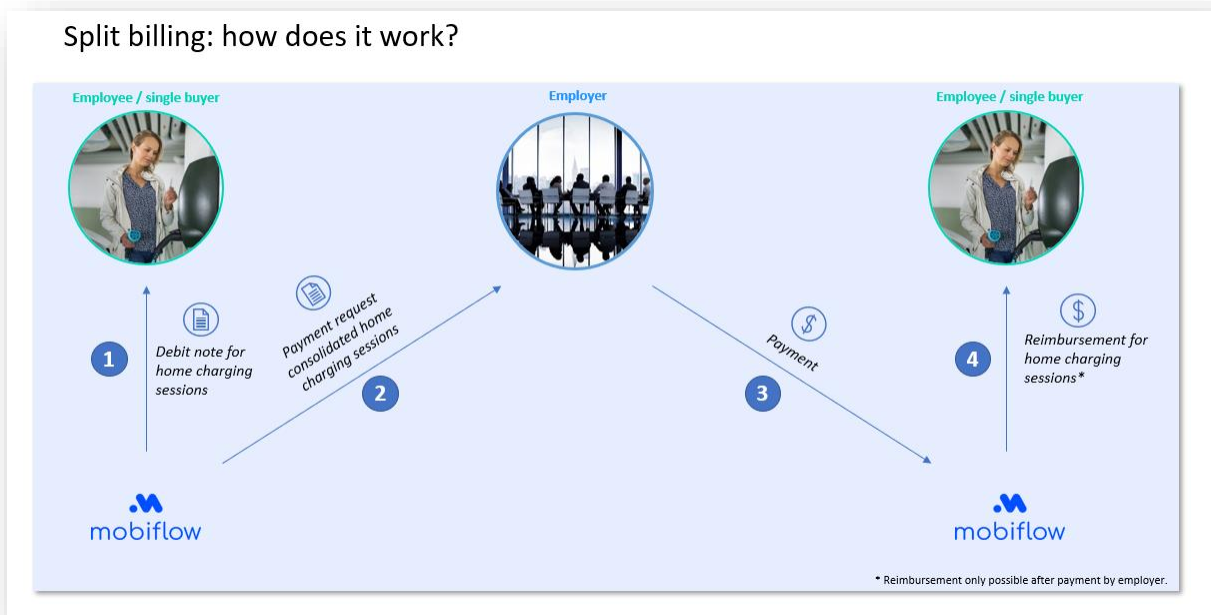 Split billing: how does it work?
Employee / single buyer
Employer
Employee / single buyer
1
Debit note for
home charging
sessions
Payment request
consolidated home
charging sessions
2
Payment
3
4
Reimbursement for
home charging
sessions*
mobiflow
mobiflow
* Reimbursement only possible after payment by employer.